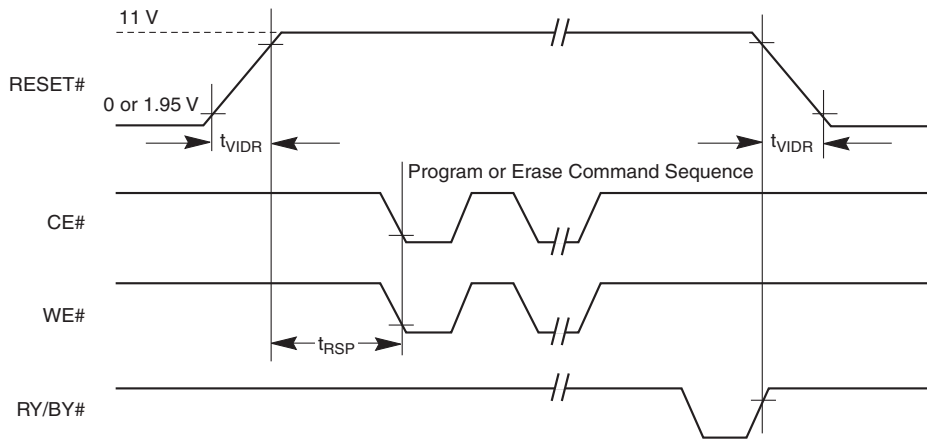 11 V
RESET#
0 or 1.95 V
tVIDR
tVIDR
Program or Erase Command Sequence
CE#
WE#
tRSP
RY/BY#